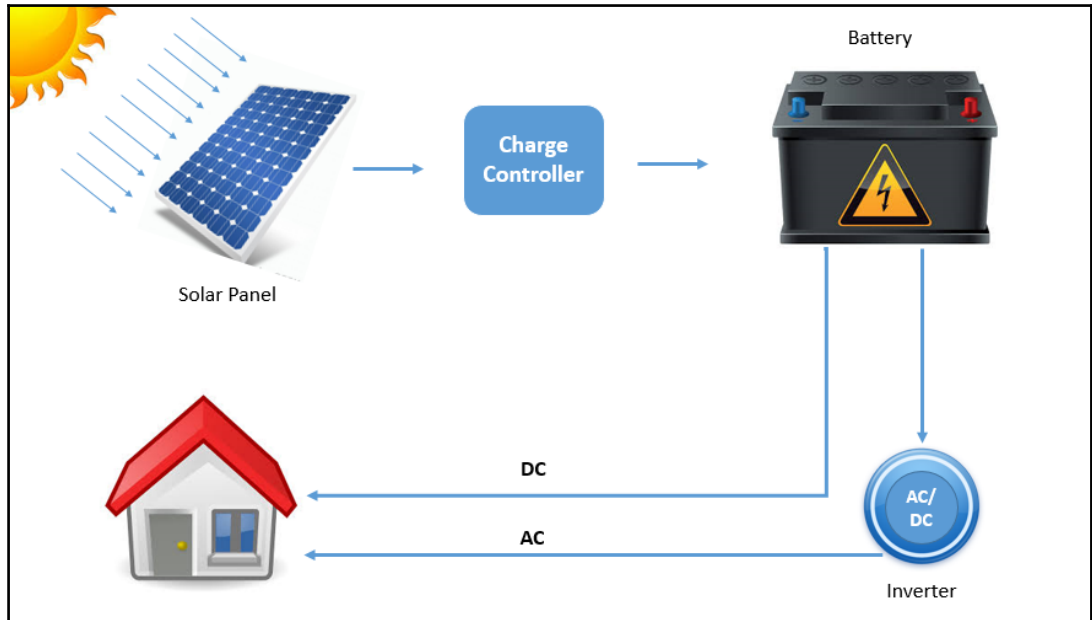 Battery
Charge
Controller
Solar Panel
DC
AC/
DC
AC
Inverter